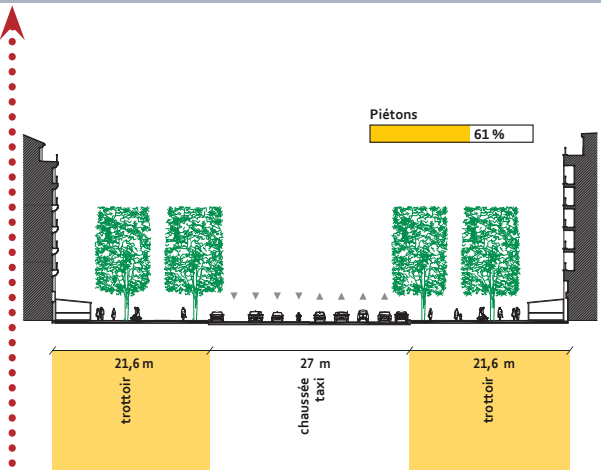 Piétons
61 %
21,6 m
27 m
21,6 m
trottoir
chaussée
taxi
trottoir